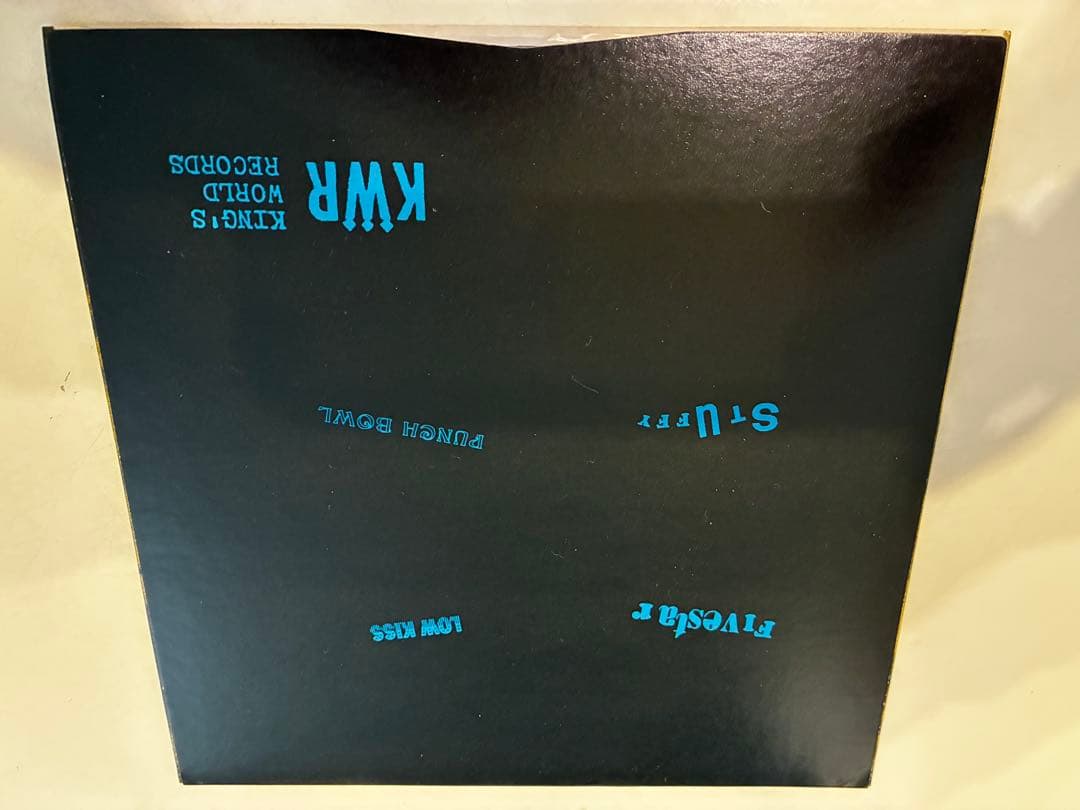 Fivestar
LOW KISS
STUFFY
PUNCH BOWL
KWR
KING'S
WORLD
RECORDS